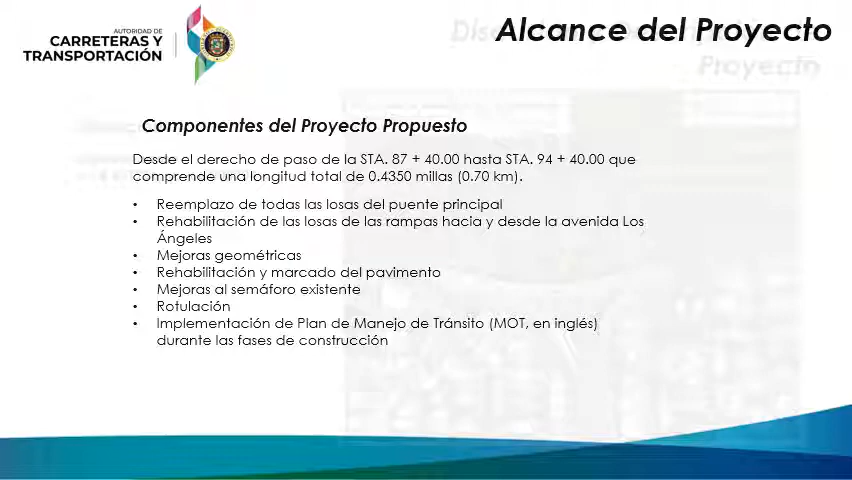 AUTORIDAD DE
CARRETERAS Y
TRANSPORTACIÓN
Alcance del Proyecto
Proyecto
Componentes del Proyecto Propuesto
Desde el derecho de paso de la STA. 87 + 40.00 hasta STA. 94 + 40.00 que
comprende una longitud total de 0.4350 millas (0.70 km).
• Reemplazo de todas las losas del puente principal
• Rehabilitación de las losas de las rampas hacia y desde la avenida Los
Ángeles
• Mejoras geométricas
• Rehabilitación y marcado del pavimento
• Mejoras al semáforo existente
• Rotulación
• Implementación de Plan de Manejo de Tránsito (MOT, en inglés)
durante las fases de construcción